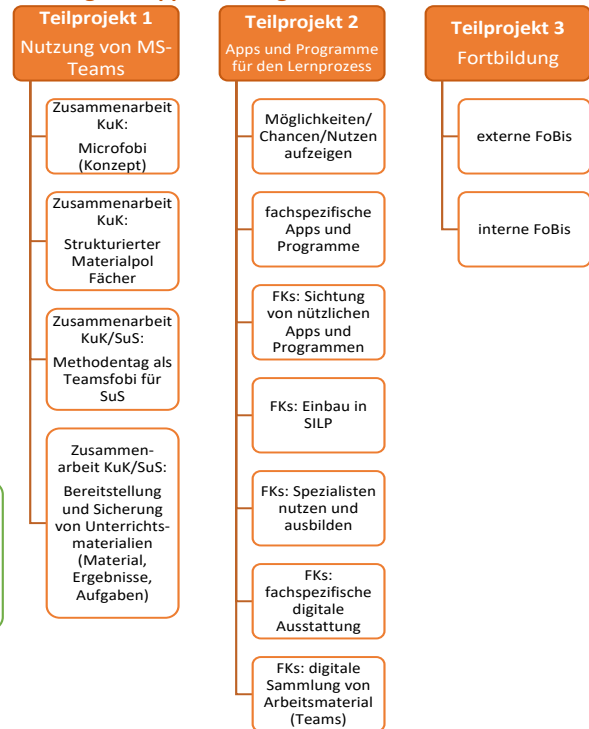 Teilprojekt 1
Nutzung von MS-
Teams
Zusammenarbeit
KuK:
Microfobi
(Konzept)
Zusammenarbeit
KuK:
Strukturierter
Materialpol
Fächer
Zusammenarbeit
KuK/SuS:
Methodentag als
Teamsfobi für
SuS
Zusammen-
arbeit KuK/SuS:
Bereitstellung
und Sicherung
von Unterrichts-
materialien
(Material,
Ergebnisse,
Aufgaben)
Teilprojekt 2
Apps und Programme
für den Lernprozess
Möglichkeiten/
Chancen/Nutzen
aufzeigen
fachspezifische
Apps und
Programme
FKs: Sichtung
von nützlichen
Apps und
Programmen
FKs: Einbau in
SILP
FKs: Spezialisten
nutzen und
ausbilden
FKs:
fachspezifische
digitale
Ausstattung
FKs: digitale
Sammlung von
Arbeitsmaterial
(Teams)
Teilprojekt 3
Fortbildung
externe FoBis
interne FoBis